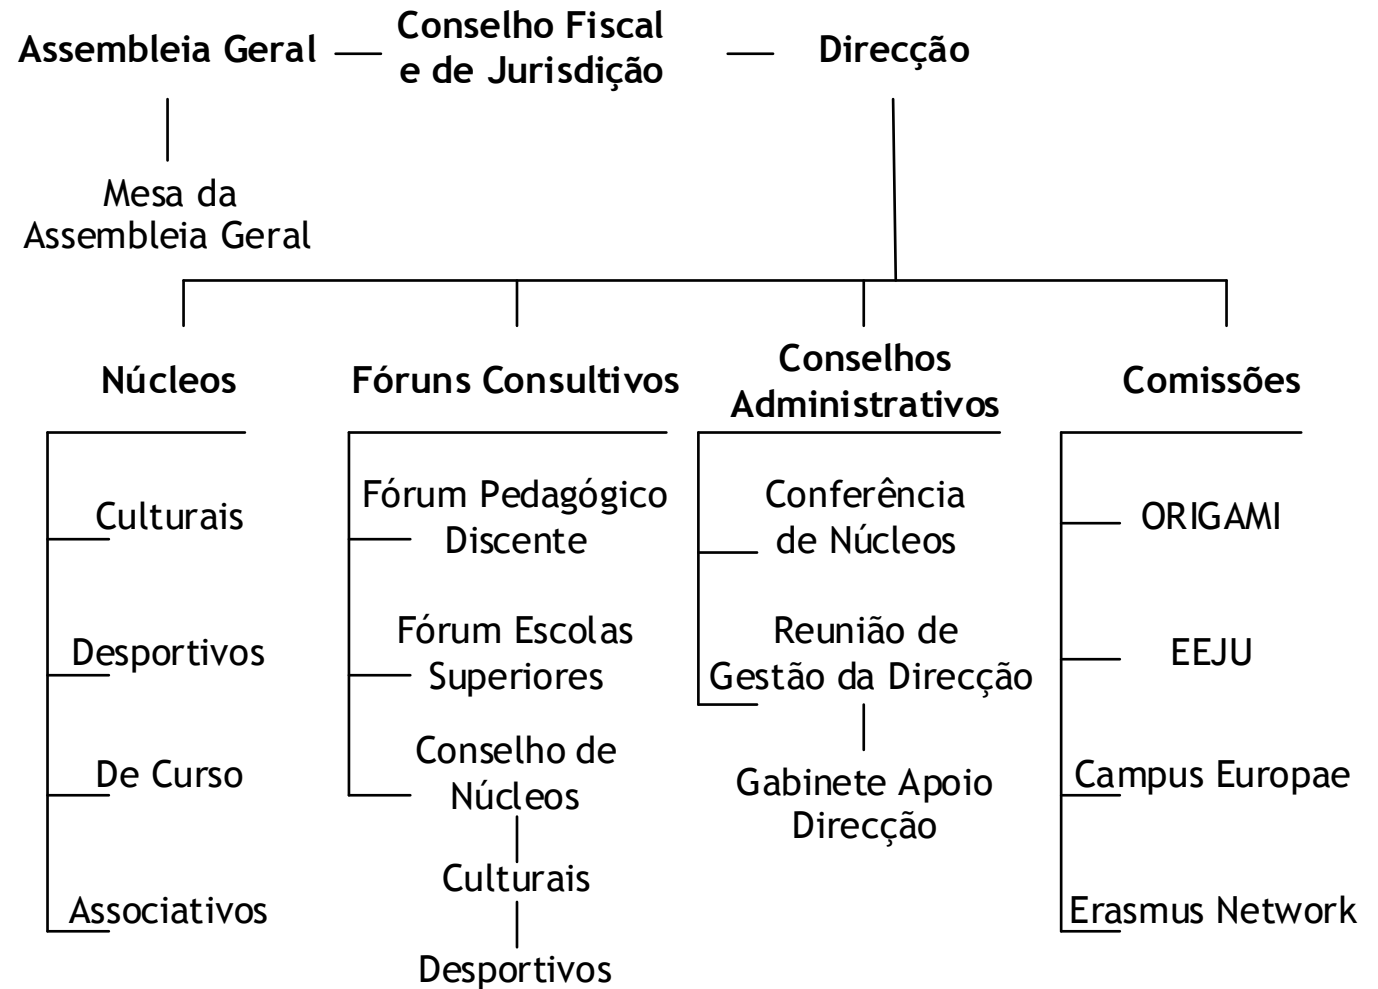 Assembleia Geral
Conselho Fiscal
e de Jurisdição
Direcção
Mesa da
Assembleia Geral
Núcleos
Culturais
Desportivos
De Curso
Associativos
Fóruns Consultivos
Fórum Pedagógico
Discente
Fórum Escolas
Superiores
Conselho de
Núcleos
Culturais
Desportivos
Conselhos
Administrativos
Conferência
de Núcleos
Reunião de
Gestão da Direcção
Gabinete Apoio
Direcção
Comissões
ORIGAMI
EEJU
Campus Europae
Erasmus Network